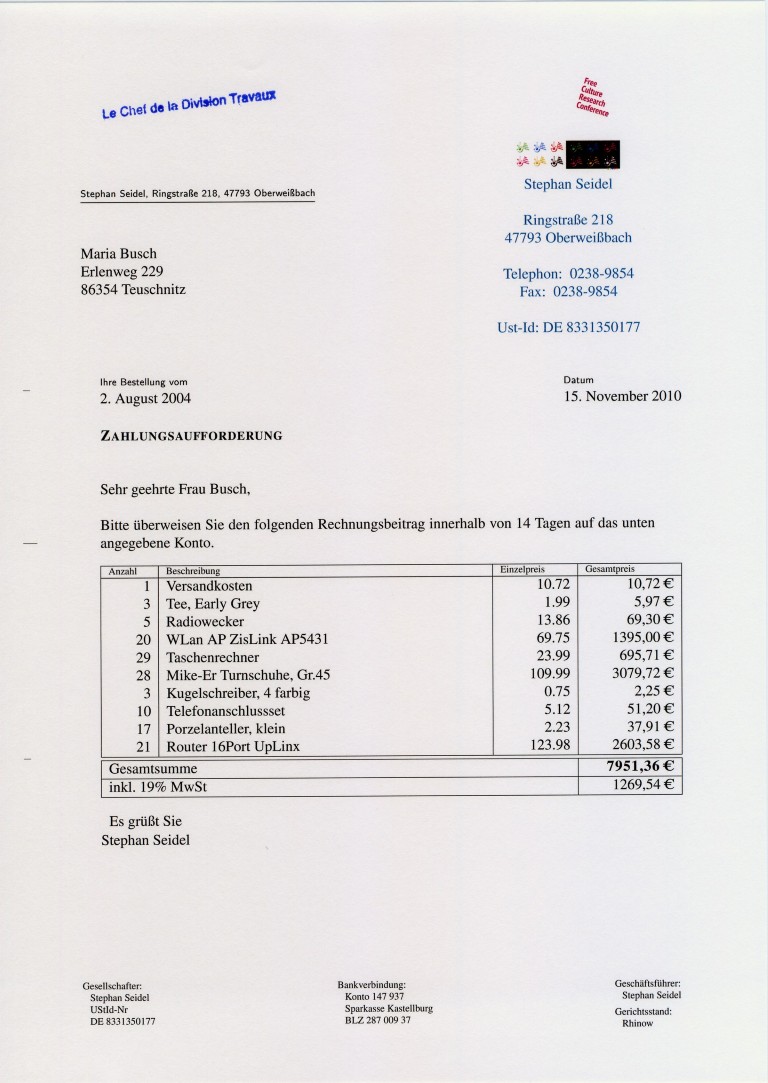 Le Chef de la Division Travaux
Free
Culture
Research
Conference
Stephan Seidel
Ringstraße 218
47793 Oberweißbach
Telephon: 0238-9854
Fax: 0238-9854
Ust-Id: DE 8331350177
Stephan Seidel, Ringstraße 218, 47793 Oberweißbach
Maria Busch
Erlenweg 229
86354 Teuschnitz
Ihre Bestellung vom
2. August 2004
Datum
15. November 2010
ZAHLUNGSAUFFORDERUNG
Sehr geehrte Frau Busch,
Bitte überweisen Sie den folgenden Rechnungsbeitrag innerhalb von 14 Tagen auf das unten
angegebene Konto.
Anzahl Beschreibung Einzelpreis Gesamtpreis
1 Versandkosten 10.72 10,72 €
3 Tee, Early Grey 1.99 5,97 €
5 Radiowecker 13.86 69,30 €
20 WLan AP ZisLink AP5431 69.75 1395,00 €
29 Taschenrechner 23.99 695,71 €
28 Mike-Er Turnschuhe, Gr.45 109.99 3079,72 €
3 Kugelschreiber, 4 farbig 0.75 2,25 €
10 Telefonanschlussset 5.12 51,20 €
17 Porzelanteller, klein 2.23 37,91 €
21 Router 16Port UpLinx 123.98 2603,58 €
Gesamtsumme 7951,36 €
inkl. 19% MwSt 1269,54 €
Es grüßt Sie
Stephan Seidel
Gesellschafter:
Stephan Seidel
UStId-Nr
DE 8331350177
Bankverbindung:
Konto 147 937
Sparkasse Kastellburg
BLZ 287 009 37
Geschäftsführer:
Stephan Seidel
Gerichtsstand:
Rhinow